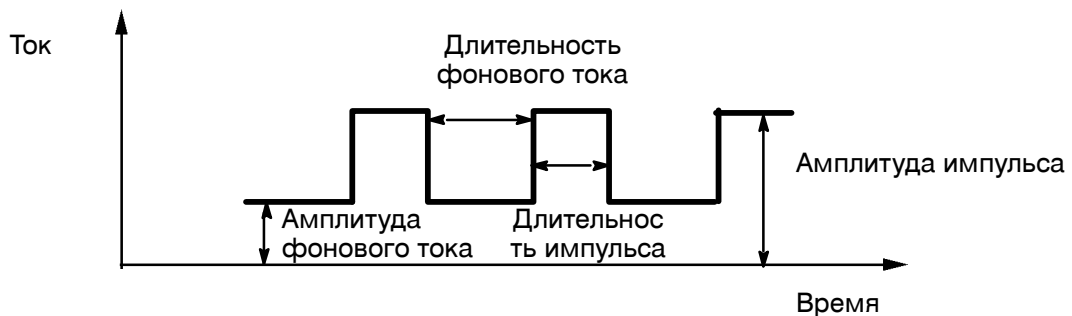 Ток
Длительность
фонового тока
Амплитуда импульса
Амплитуда
фонового тока
Длительнос
ть импульса
Время